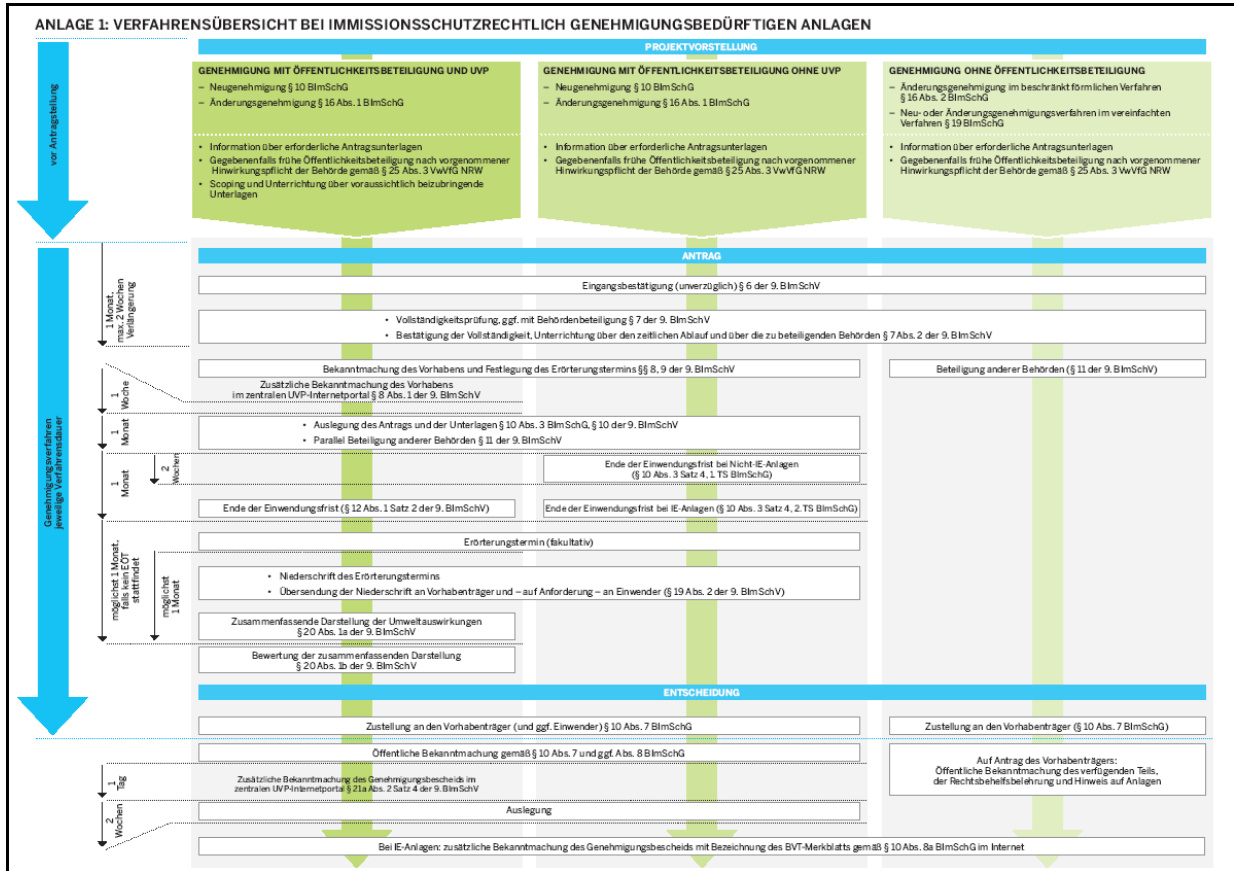 ANLAGE 1: VERFAHRENSÜBERSICHT BEI IMMISSIONSSCHUTZRECHTLICH GENEHMIGUNGSBEDÜRFTIGEN ANLAGEN
PROJEKTVORSTELLUNG
vor Antragstellung
GENEHMIGUNG MIT ÖFFENTLICHKEITSBETEILIGUNG UND UVP
– Neugenehmigung § 10 BImSchG
– Änderungsgenehmigung § 16 Abs. 1 BImSchG
• Information über erforderliche Antragsunterlagen
• Gegebenenfalls frühe Öffentlichkeitsbeteiligung nach vorgenommener
Hinwirkungspflicht der Behörde gemäß § 25 Abs. 3 VwVfG NRW
• Scoping und Unterrichtung über voraussichtlich beizubringende
Unterlagen
GENEHMIGUNG MIT ÖFFENTLICHKEITSBETEILIGUNG OHNE UVP
– Neugenehmigung § 10 BImSchG
– Änderungsgenehmigung § 16 Abs. 1 BImSchG
• Information über erforderliche Antragsunterlagen
• Gegebenenfalls frühe Öffentlichkeitsbeteiligung nach vorgenommener
Hinwirkungspflicht der Behörde gemäß § 25 Abs. 3 VwVfG NRW
GENEHMIGUNG OHNE ÖFFENTLICHKEITSBETEILIGUNG
– Änderungsgenehmigung im beschränkt förmlichen Verfahren
§ 16 Abs. 2 BImSchG
– Neu- oder Änderungsgenehmigungsverfahren im vereinfachten
Verfahren § 19 BImSchG
• Information über erforderliche Antragsunterlagen
• Gegebenenfalls frühe Öffentlichkeitsbeteiligung nach vorgenommener
Hinwirkungspflicht der Behörde gemäß § 25 Abs. 3 VwVfG NRW
Genehmigungsverfahren
jeweilige Verfahrensdauer
ANTRAG
1 Monat,
max. 2 Wochen
Verlängerung
Eingangsbestätigung (unverzüglich) § 6 der 9. BImSchV
• Vollständigkeitsprüfung, ggf. mit Behördenbeteiligung § 7 der 9. BImSchV
• Bestätigung der Vollständigkeit, Unterrichtung über den zeitlichen Ablauf und über die zu beteiligenden Behörden § 7 Abs. 2 der 9. BImSchV
Bekanntmachung des Vorhabens und Festlegung des Erörterungstermins §§ 8, 9 der 9. BImSchV
Beteiligung anderer Behörden (§ 11 der 9. BImSchV)
1
Woche
Zusätzliche Bekanntmachung des Vorhabens
im zentralen UVP-Internetportal § 8 Abs. 1 der 9. BImSchV
1
Monat
• Auslegung des Antrags und der Unterlagen § 10 Abs. 3 BImSchG, § 10 der 9. BImSchV
• Parallel Beteiligung anderer Behörden § 11 der 9. BImSchV
1
Monat
2
Wochen
Ende der Einwendungsfrist bei Nicht-IE-Anlagen
(§ 10 Abs. 3 Satz 4, 1. TS BImSchG)
Ende der Einwendungsfrist (§ 12 Abs. 1 Satz 2 der 9. BImSchV)
Ende der Einwendungsfrist bei IE-Anlagen (§ 10 Abs. 3 Satz 4, 2. TS BImSchG)
möglichst 1 Monat,
falls kein EÖT
stattfindet
möglichst
1 Monat
Erörterungstermin (fakultativ)
• Niederschrift des Erörterungstermins
• Übersendung der Niederschrift an Vorhabenträger und – auf Anforderung – an Einwender (§ 19 Abs. 2 der 9. BImSchV)
Zusammenfassende Darstellung der Umweltauswirkungen
§ 20 Abs. 1a der 9. BImSchV
Bewertung der zusammenfassenden Darstellung
§ 20 Abs. 1b der 9. BImSchV
ENTSCHEIDUNG
Zustellung an den Vorhabenträger (und ggf. Einwender) § 10 Abs. 7 BImSchG
Zustellung an den Vorhabenträger (§ 10 Abs. 7 BImSchG)
Öffentliche Bekanntmachung gemäß § 10 Abs. 7 und ggf. Abs. 8 BImSchG
Auf Antrag des Vorhabenträgers:
Öffentliche Bekanntmachung des verfügenden Teils,
der Rechtsbehelfsbelehrung und Hinweis auf Anlagen
1
Tag
Zusätzliche Bekanntmachung des Genehmigungsbescheids im
zentralen UVP-Internetportal § 21a Abs. 2 Satz 4 der 9. BImSchV
2
Wochen
Auslegung
Bei IE-Anlagen: zusätzliche Bekanntmachung des Genehmigungsbescheids mit Bezeichnung des BVT-Merkblatts gemäß § 10 Abs. 8a BImSchG im Internet